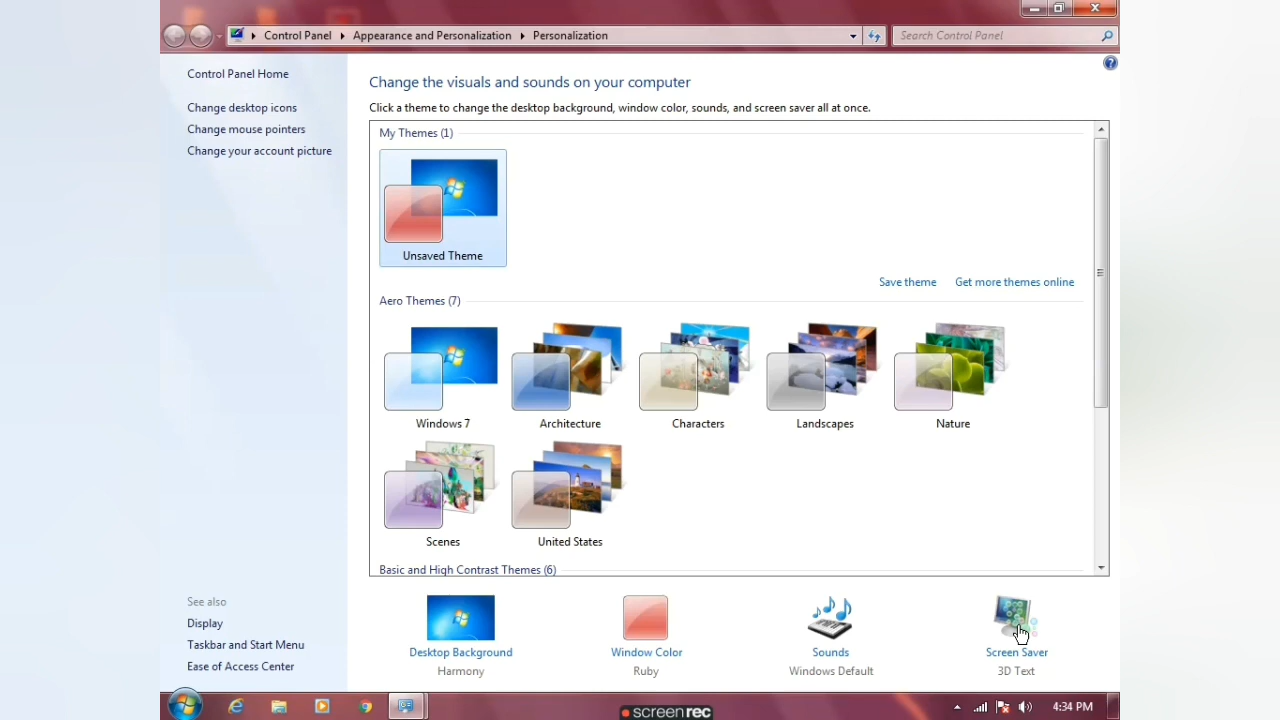 Control Panel Appearance and Personalization Personalization
Search Control Panel
Control Panel Home
Change desktop icons
Change mouse pointers
Change your account picture
Change the visuals and sounds on your computer
Click a theme to change the desktop background, window color, sounds, and screen saver all at once.
My Themes (1)
Unsaved Theme
Save theme Get more themes online
Aero Themes (7)
Windows 7 Architecture Characters Landscapes Nature
Scenes United States
Basic and High Contrast Themes (6)
See also
Display
Taskbar and Start Menu
Ease of Access Center
Desktop Background Window Color Sounds Screen Saver
Harmony Ruby Windows Default 3D Text
screenrec
4:34 PM